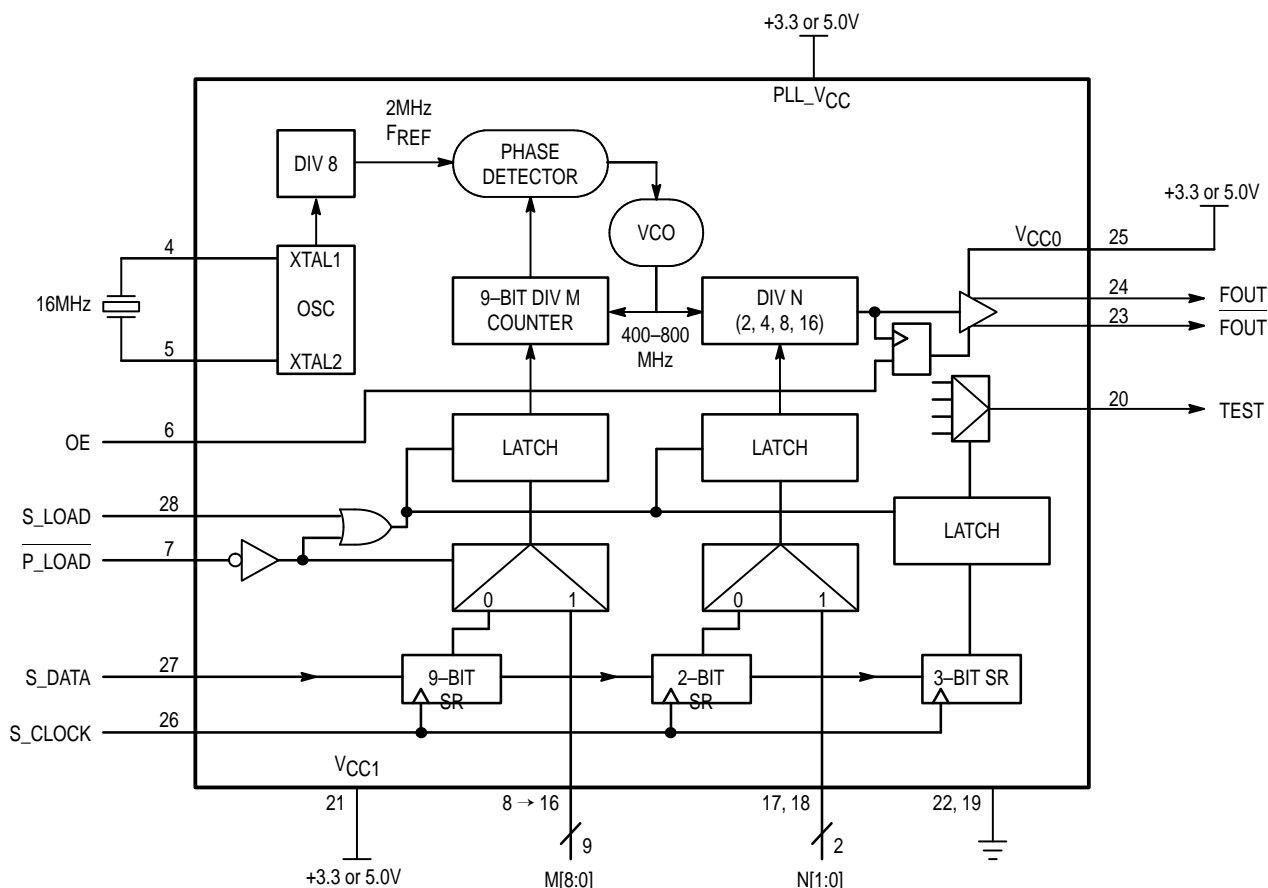 +3.3 or 5.0V
PLL_VCC
2MHz
FREF
DIV 8
PHASE
DETECTOR
+3.3 or 5.0V
VCO
VCC0
25
4
XTAL1
24
FOUT
16MHz
OSC
9–BIT DIV M
COUNTER
DIV N
(2, 4, 8, 16)
400–800
MHz
23
FOUT
5
XTAL2
20
TEST
OE
6
LATCH
LATCH
S_LOAD
28
LATCH
P_LOAD
7
0
1
0
1
S_DATA
27
9–BIT
SR
2–BIT
SR
3–BIT SR
S_CLOCK
26
VCC1
21
8 → 16
17, 18
22, 19
9
2
+3.3 or 5.0V
M[8:0]
N[1:0]